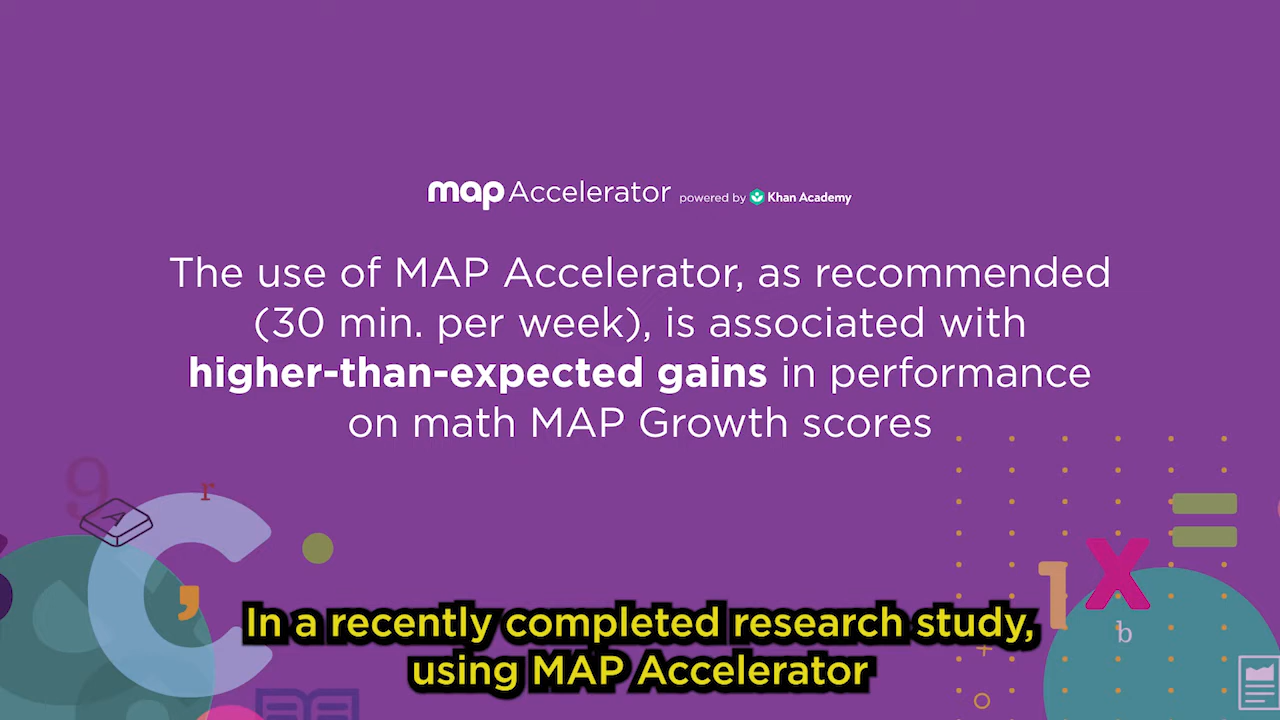 map Accelerator powered by Khan Academy
The use of MAP Accelerator, as recommended
(30 min. per week), is associated with
higher-than-expected gains in performance
on math MAP Growth scores
9
r
A
C
,
1
x
=
b
+
In a recently completed research study,
using MAP Accelerator